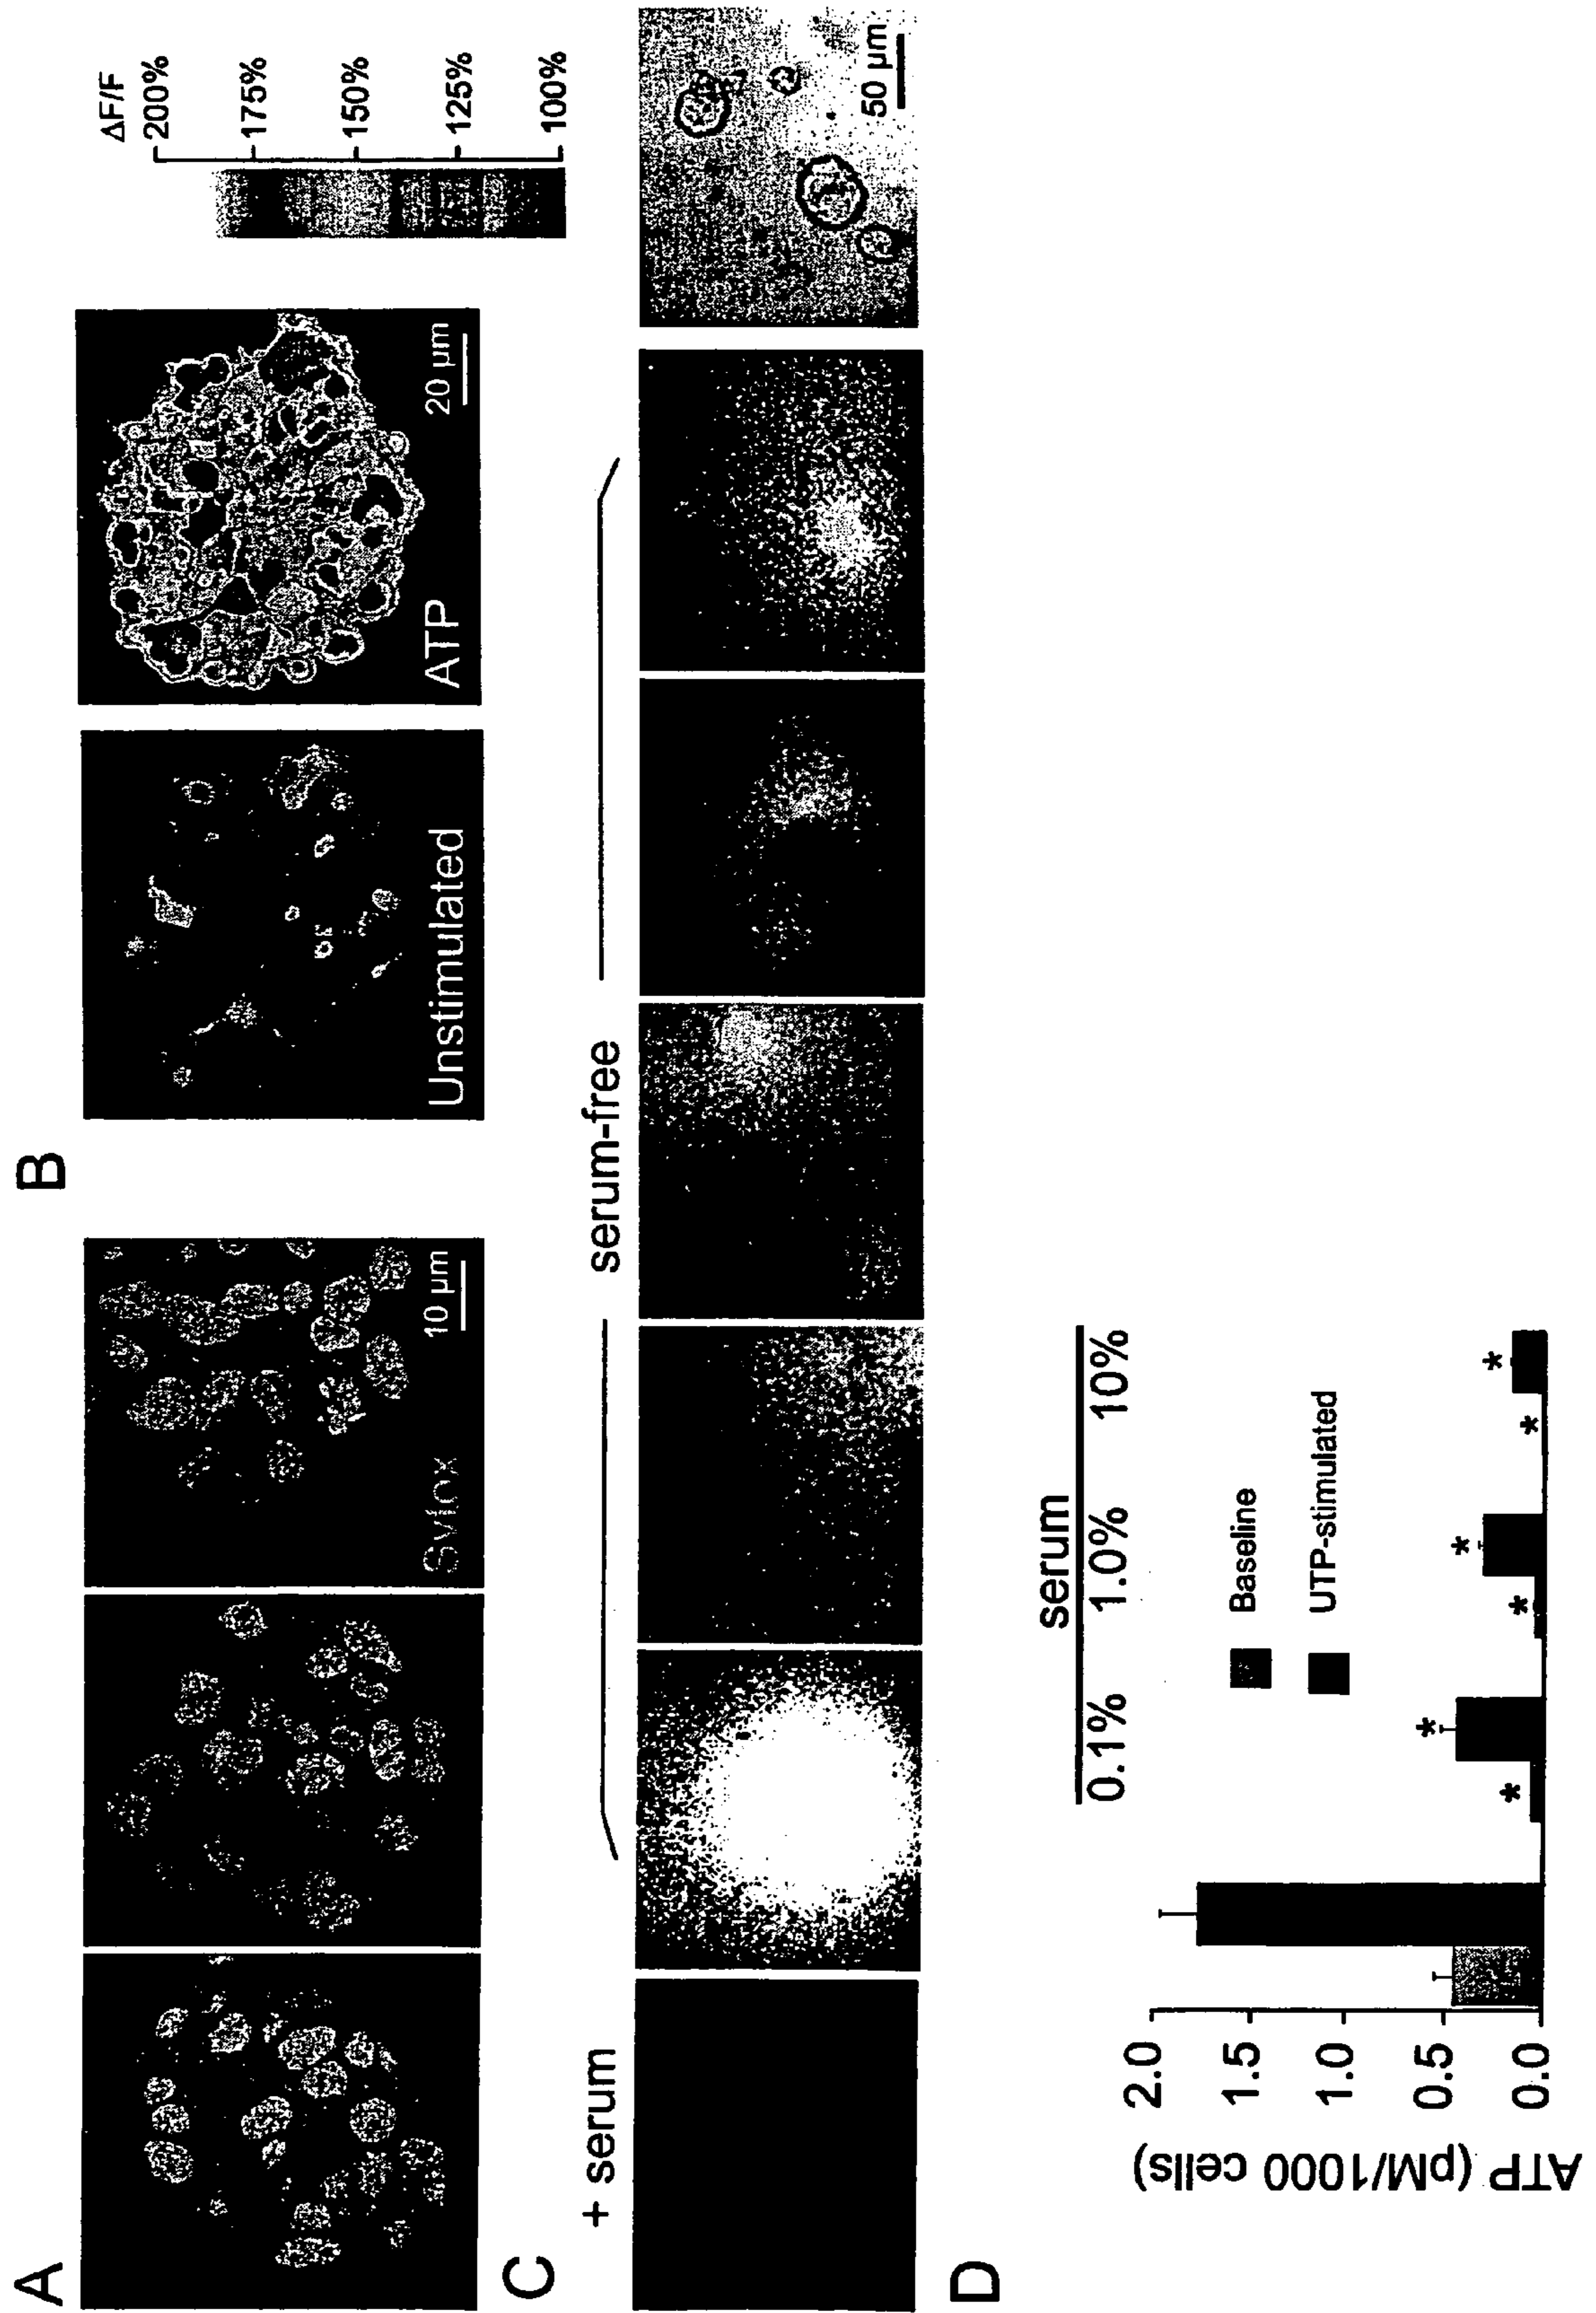 A
Sytox
10 µm
B
Unstimulated
ATP
20 µm
ΔF/F
200%
175%
150%
125%
100%
C
+ serum
serum-free
50 µm
D
ATP (pM/1000 cells)
2.0
1.5
1.0
0.5
0.0
serum
0.1%
1.0%
10%
Baseline
UTP-stimulated
*
*
*
*
*
*